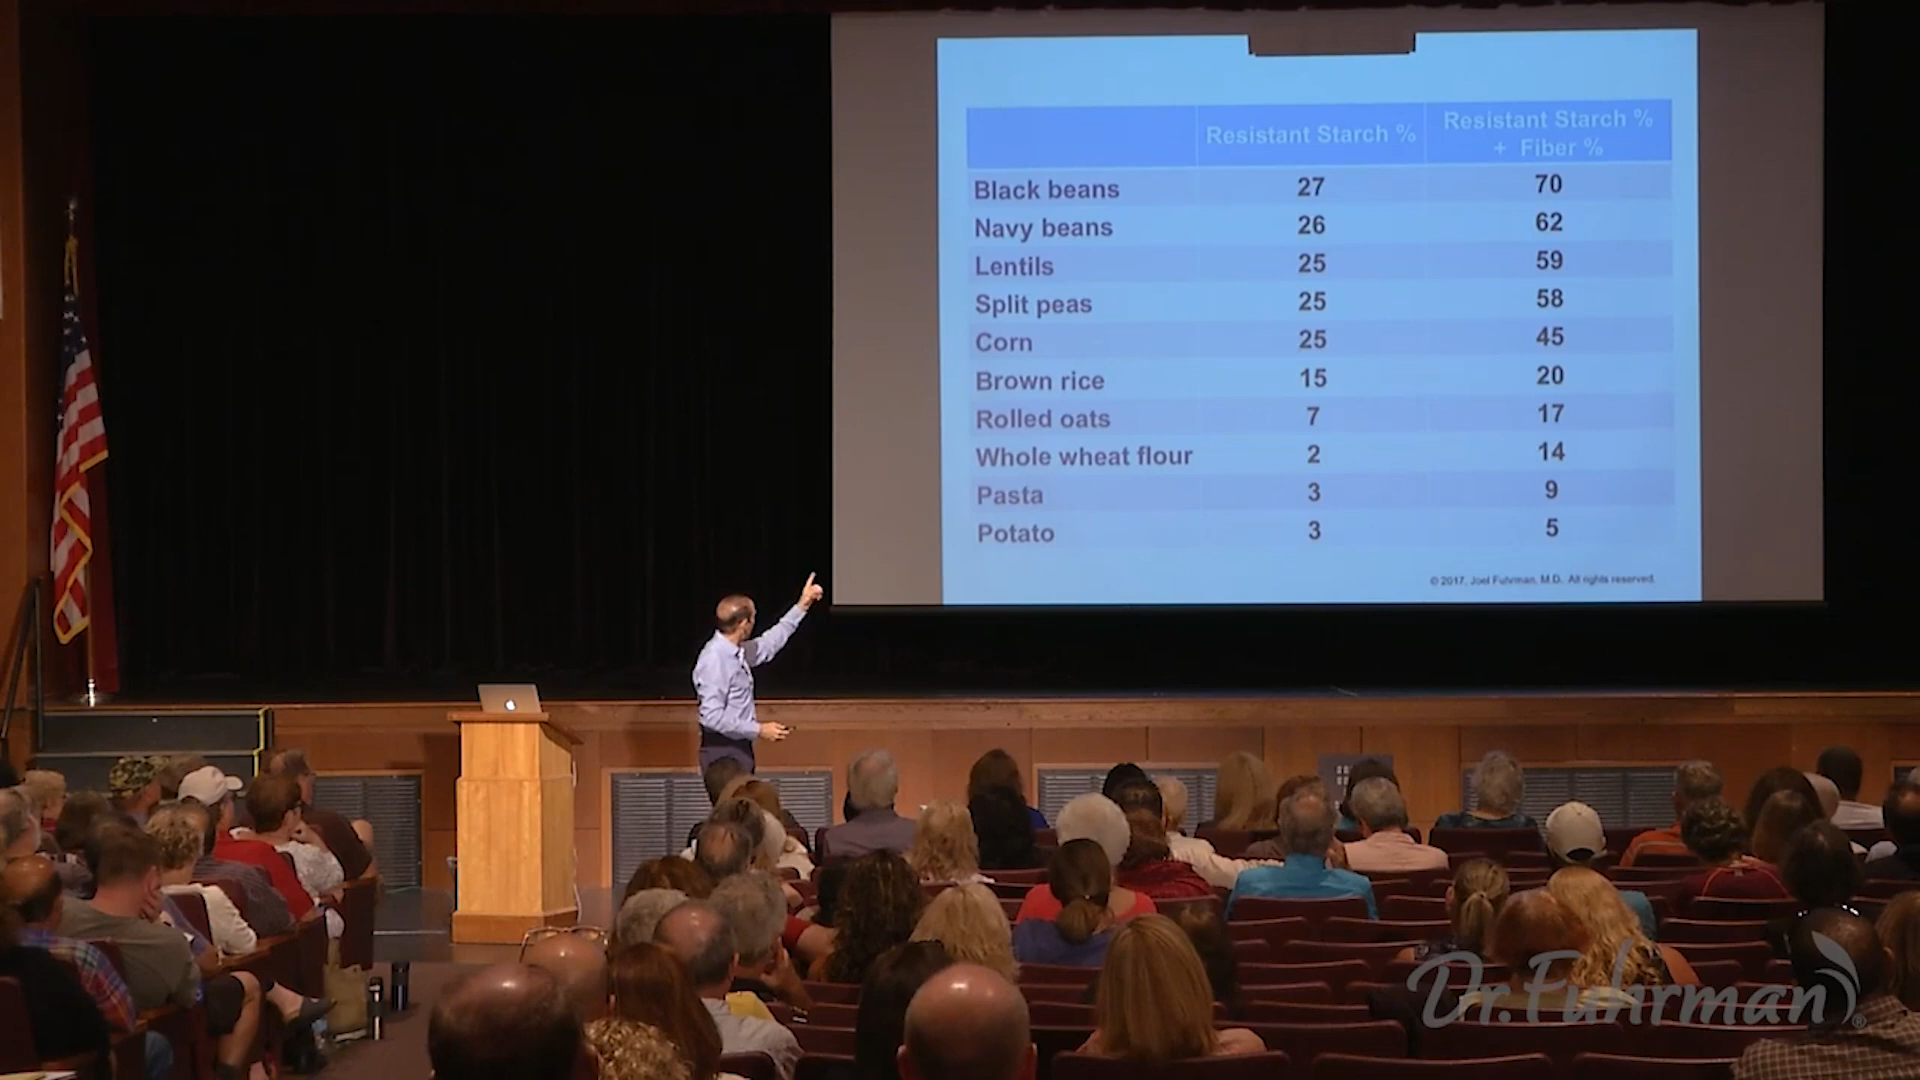 Resistant Starch % Resistant Starch %
+ Fiber %
Black beans 27 70
Navy beans 26 62
Lentils 25 59
Split peas 25 58
Corn 25 45
Brown rice 15 20
Rolled oats 7 17
Whole wheat flour 2 14
Pasta 3 9
Potato 3 5
© 2017, Joel Fuhrman, M.D. All rights reserved.
Dr. Fuhrman®